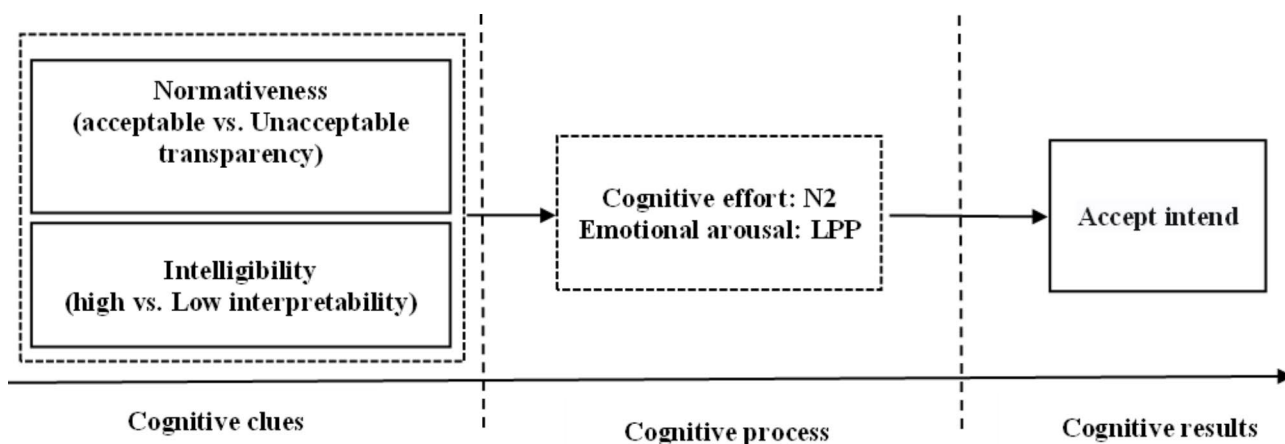 Normativeness
(acceptable vs. Unacceptable
transparency)
Intelligibility
(high vs. Low interpretability)
Cognitive effort: N2
Emotional arousal: LPP
Accept intend
Cognitive clues
Cognitive process
Cognitive results